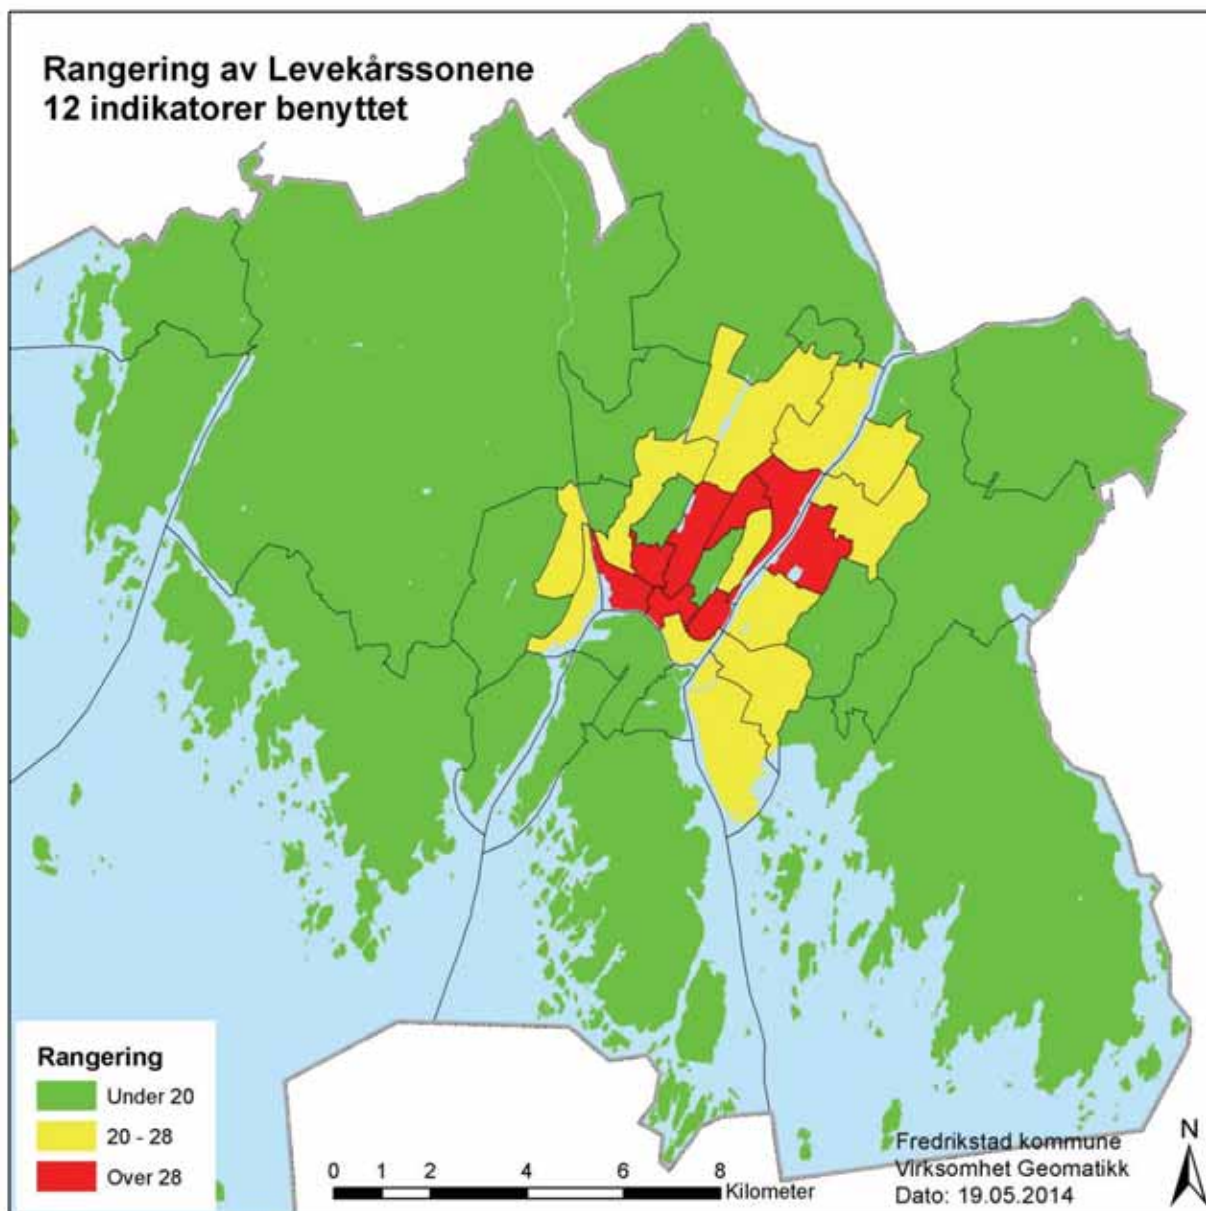 Rangering av Levekårssonene
12 indikatorer benyttet
Rangering
Under 20
20 - 28
Over 28
0 1 2 4 6 8
Kilometer
Fredrikstad kommune
Virksomhet Geomatikk
Dato: 19.05.2014
N